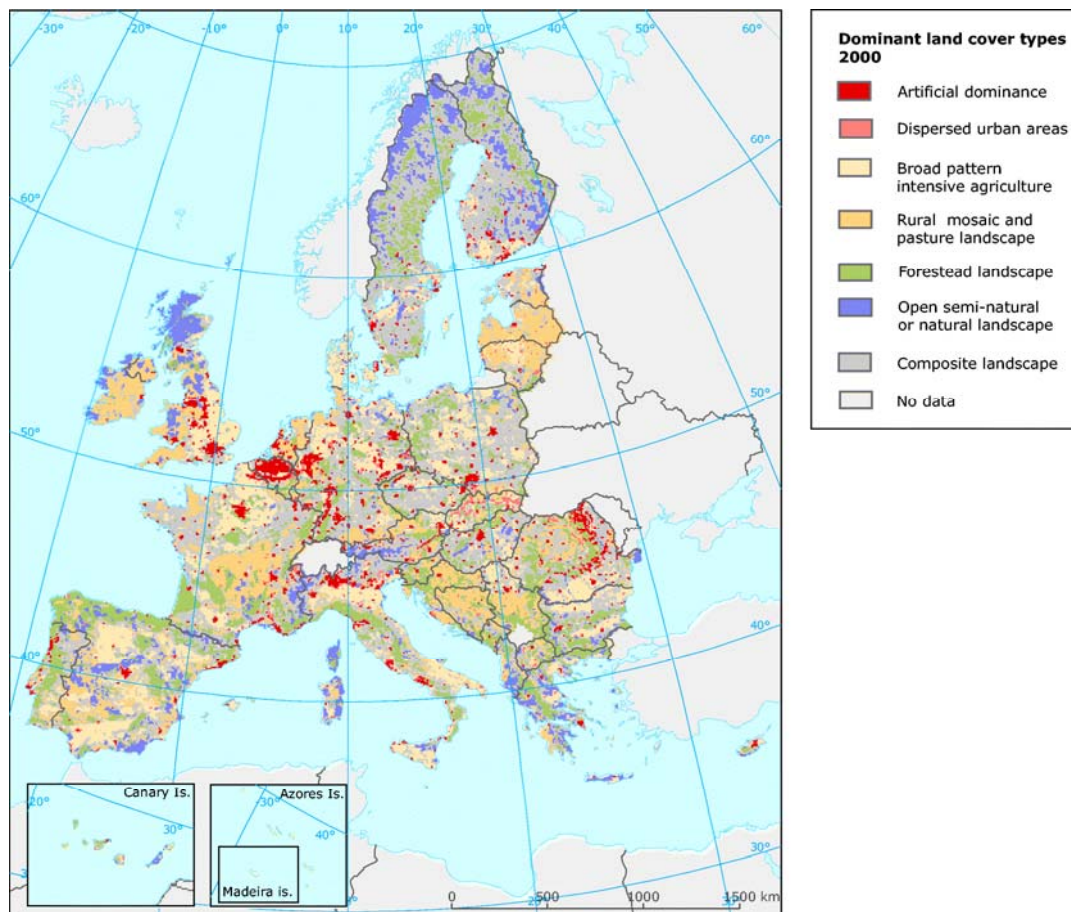 -30°
-20°
-10°
0°
10°
20°
30°
40°
50°
60°
60°
60°
50°
50°
40°
40°
30°
Canary Is.
-20°
30°
Azores Is.
-30°
40°
Madeira is.
0 500 1000 1500 km
Dominant land cover types
2000
Artificial dominance
Dispersed urban areas
Broad pattern
intensive agriculture
Rural mosaic and
pasture landscape
Forestead landscape
Open semi-natural
or natural landscape
Composite landscape
No data